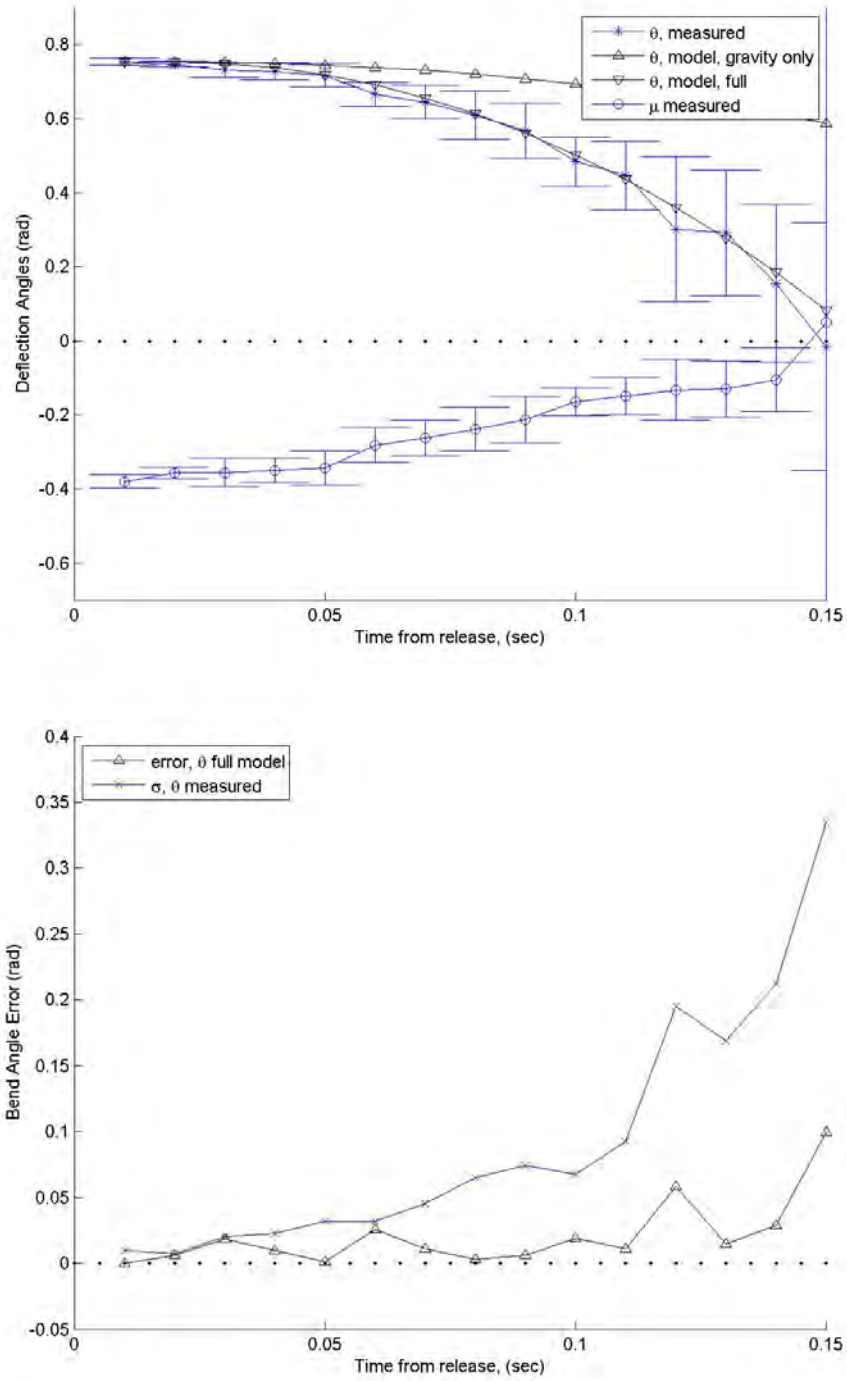 θ, measured
θ, model, gravity only
θ, model, full
μ measured
0.8
0.6
0.4
0.2
0
-0.2
-0.4
-0.6
Deflection Angles (rad)
0
0.05
0.1
0.15
Time from release, (sec)
error, θ full model
σ, θ measured
0.4
0.35
0.3
0.25
0.2
0.15
0.1
0.05
0
-0.05
Bend Angle Error (rad)
0
0.05
0.1
0.15
Time from release, (sec)